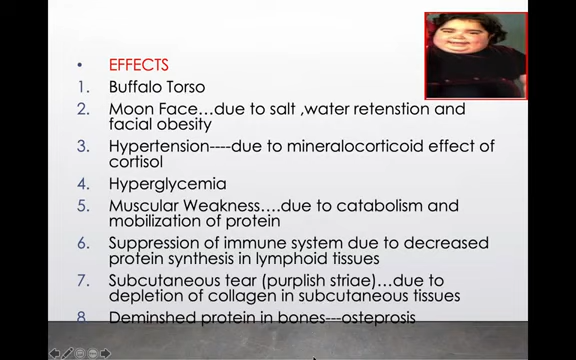 • EFFECTS
1. Buffalo Torso
2. Moon Face...due to salt ,water retenstion and
facial obesity
3. Hypertension----due to mineralocorticoid effect of
cortisol
4. Hyperglycemia
5. Muscular Weakness....due to catabolism and
mobilization of protein
6. Suppression of immune system due to decreased
protein synthesis in lymphoid tissues
7. Subcutaneous tear (purplish striae)...due to
depletion of collagen in subcutaneous tissues
8. Deminshed protein in bones---osteprosis